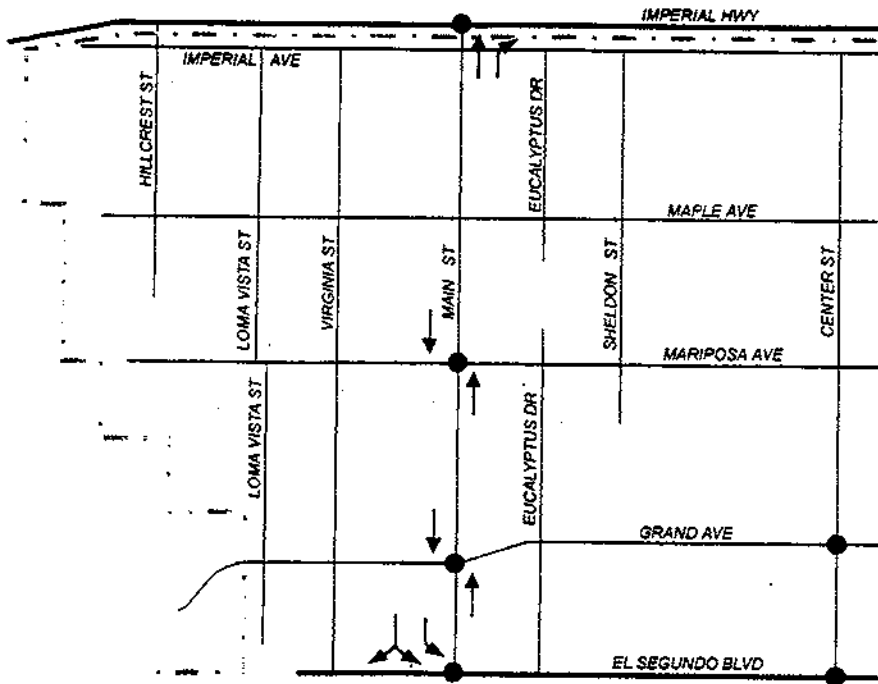 IMPERIAL HWY
IMPERIAL AVE
HILLCREST ST
EUCALYPTUS DR
MAPLE AVE
LOMA VISTA ST
VIRGINIA ST
MAIN ST
SHELDON ST
CENTER ST
MARIPOSA AVE
LOMA VISTA ST
EUCALYPTUS DR
GRAND AVE
EL SEGUNDO BLVD